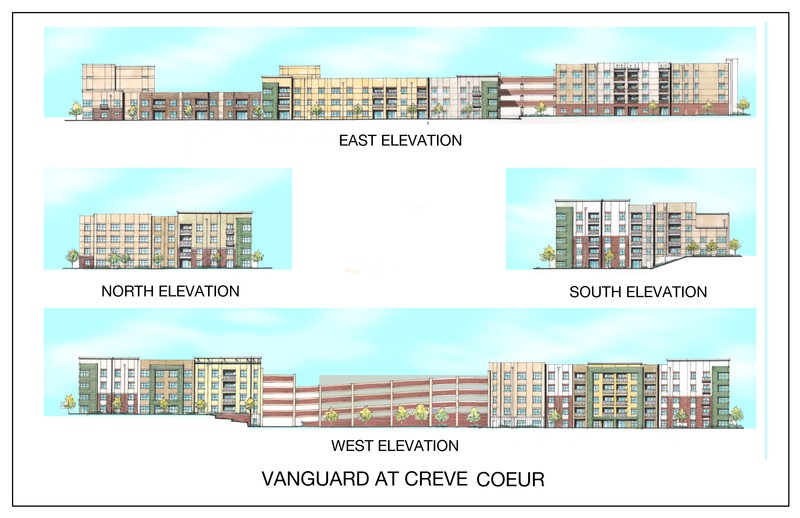 EAST ELEVATION
NORTH ELEVATION
SOUTH ELEVATION
WEST ELEVATION
VANGUARD AT CREVE COEUR